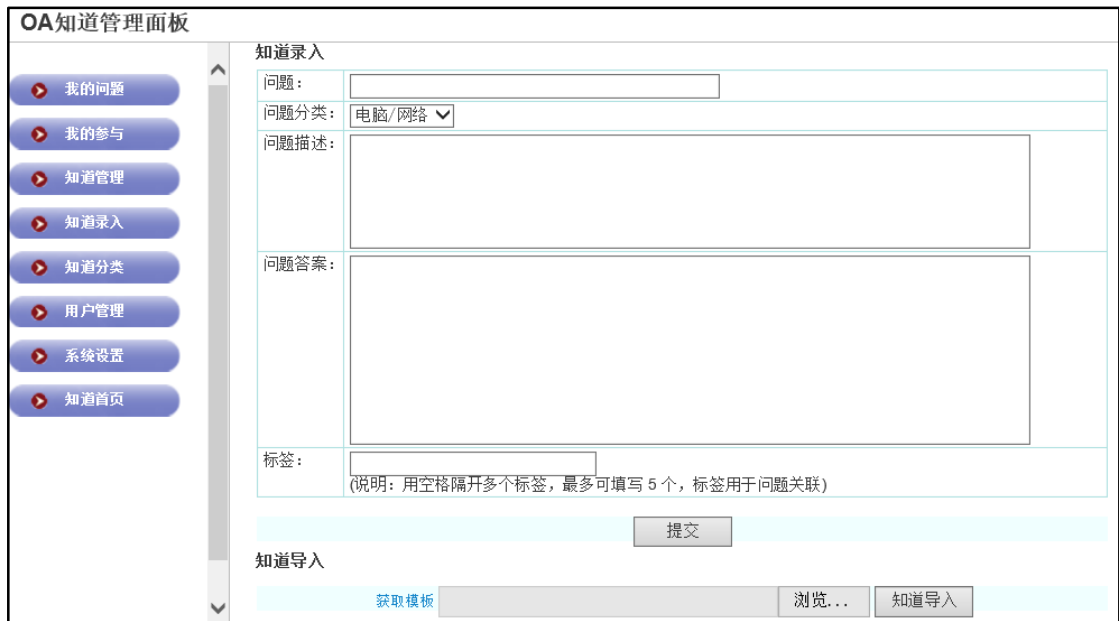 OA知道管理面板
我的问题
我的参与
知道管理
知道录入
知道分类
用户管理
系统设置
知道首页
知道录入
问题：
问题分类： 电脑/网络
问题描述：
问题答案：
标签：
(说明：用空格隔开多个标签，最多可填写 5 个，标签用于问题关联)
提交
知道导入
获取模板 浏览... 知道导入